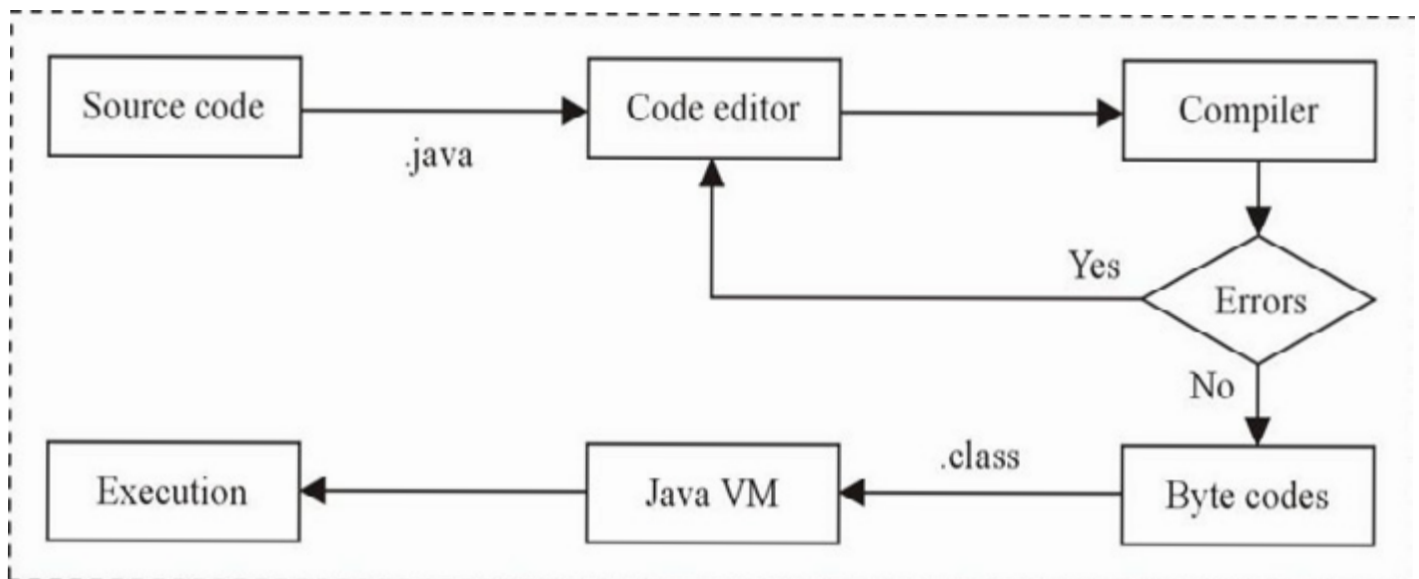 Source code
.java
Code editor
Compiler
Yes
Errors
No
Execution
Java VM
.class
Byte codes